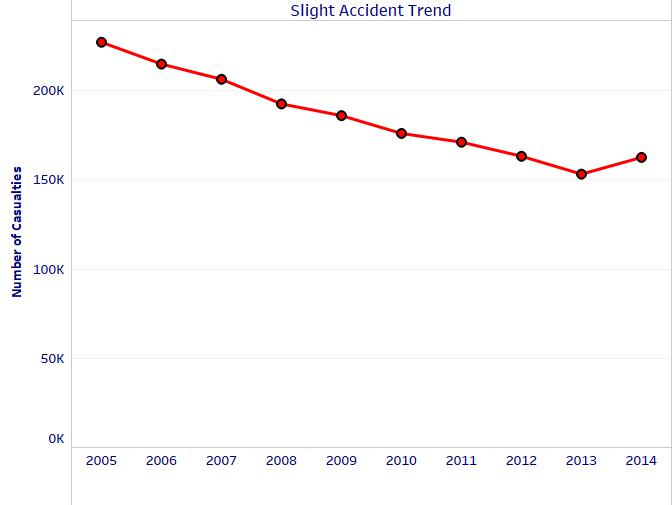 Slight Accident Trend
Number of Casualties
200K
150K
100K
50K
0K
2005 2006 2007 2008 2009 2010 2011 2012 2013 2014